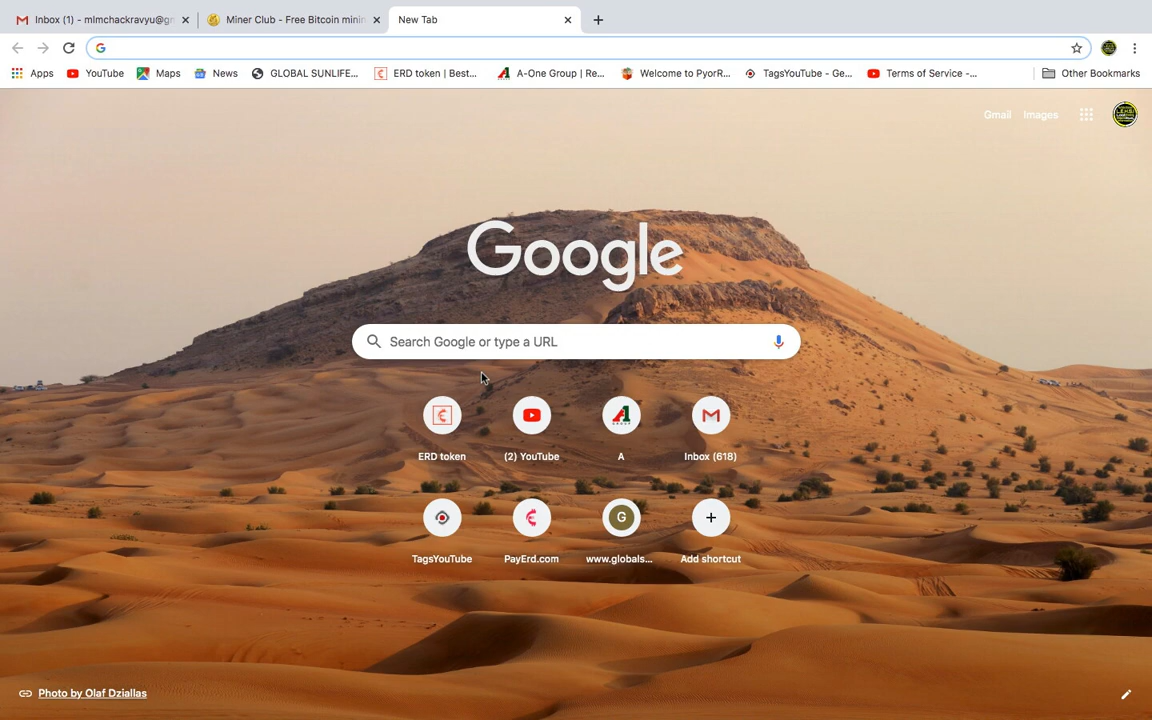 Inbox (1) - mlmchackravyu@gm
Miner Club - Free Bitcoin minin
New Tab
Apps
YouTube
Maps
News
GLOBAL SUNLIFE...
ERD token | Best...
A-One Group | Re...
Welcome to PyorR...
TagsYouTube - Ge...
Terms of Service -...
Other Bookmarks
Gmail
Images
Google
Search Google or type a URL
ERD token
(2) YouTube
A
Inbox (618)
G
TagsYouTube
PayErd.com
www.globals...
Add shortcut
Photo by Olaf Dziallas